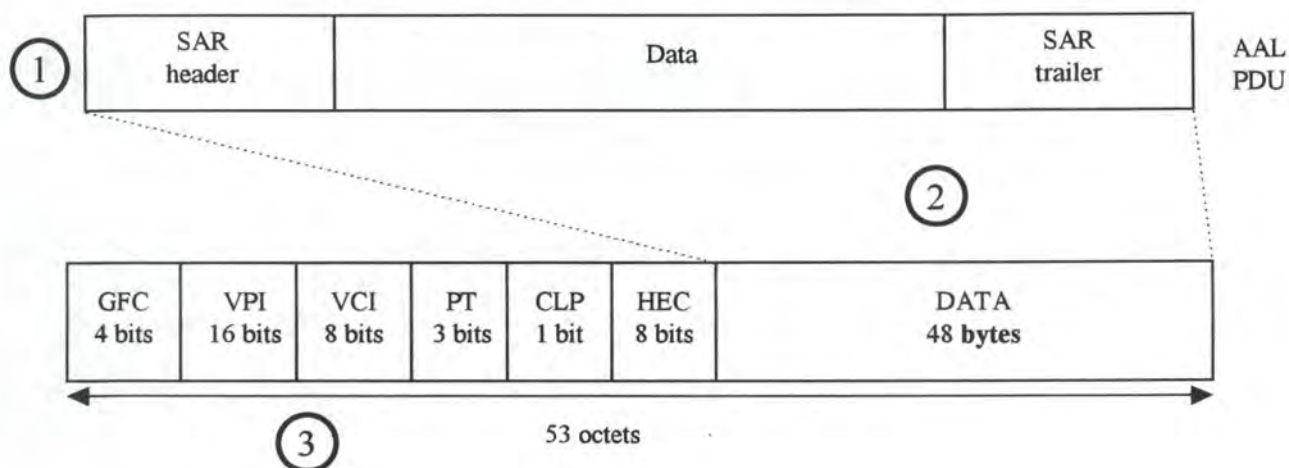 1
SAR
header
Data
SAR
trailer
AAL
PDU
2
GFC
4 bits
VPI
16 bits
VCI
8 bits
PT
3 bits
CLP
1 bit
HEC
8 bits
DATA
48 bytes
3
53 octets